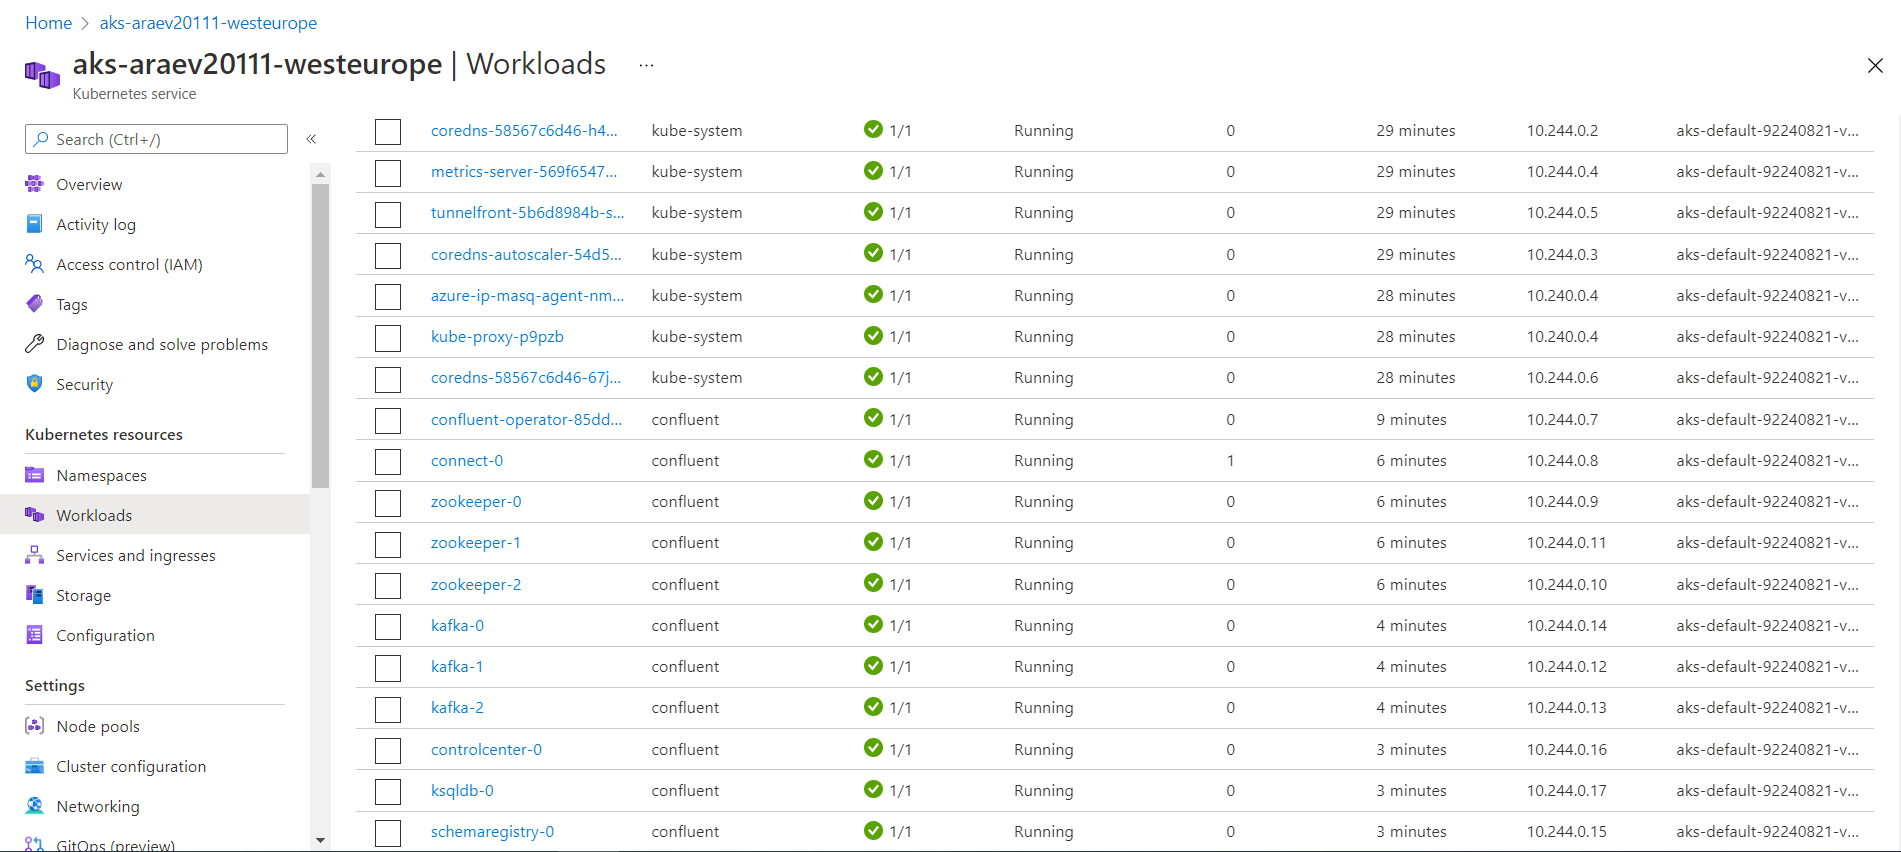 Home > aks-araev20111-westeurope
aks-araev20111-westeurope | Workloads ...
Kubernetes service
Search (Ctrl+/)
«
Overview
Activity log
Access control (IAM)
Tags
Diagnose and solve problems
Security
Kubernetes resources
Namespaces
Workloads
Services and ingresses
Storage
Configuration
Settings
Node pools
Cluster configuration
Networking
GitOps (preview)
coredns-58567c6d46-h4... kube-system 1/1 Running 0 29 minutes 10.244.0.2 aks-default-92240821-v...
metrics-server-569f6547... kube-system 1/1 Running 0 29 minutes 10.244.0.4 aks-default-92240821-v...
tunnelfront-5b6d8984b-s... kube-system 1/1 Running 0 29 minutes 10.244.0.5 aks-default-92240821-v...
coredns-autoscaler-54d5... kube-system 1/1 Running 0 29 minutes 10.244.0.3 aks-default-92240821-v...
azure-ip-masq-agent-nm... kube-system 1/1 Running 0 28 minutes 10.240.0.4 aks-default-92240821-v...
kube-proxy-p9pzb kube-system 1/1 Running 0 28 minutes 10.240.0.4 aks-default-92240821-v...
coredns-58567c6d46-67j... kube-system 1/1 Running 0 28 minutes 10.244.0.6 aks-default-92240821-v...
confluent-operator-85dd... confluent 1/1 Running 0 9 minutes 10.244.0.7 aks-default-92240821-v...
connect-0 confluent 1/1 Running 1 6 minutes 10.244.0.8 aks-default-92240821-v...
zookeeper-0 confluent 1/1 Running 0 6 minutes 10.244.0.9 aks-default-92240821-v...
zookeeper-1 confluent 1/1 Running 0 6 minutes 10.244.0.11 aks-default-92240821-v...
zookeeper-2 confluent 1/1 Running 0 6 minutes 10.244.0.10 aks-default-92240821-v...
kafka-0 confluent 1/1 Running 0 4 minutes 10.244.0.14 aks-default-92240821-v...
kafka-1 confluent 1/1 Running 0 4 minutes 10.244.0.12 aks-default-92240821-v...
kafka-2 confluent 1/1 Running 0 4 minutes 10.244.0.13 aks-default-92240821-v...
controlcenter-0 confluent 1/1 Running 0 3 minutes 10.244.0.16 aks-default-92240821-v...
ksqldb-0 confluent 1/1 Running 0 3 minutes 10.244.0.17 aks-default-92240821-v...
schemaregistry-0 confluent 1/1 Running 0 3 minutes 10.244.0.15 aks-default-92240821-v...